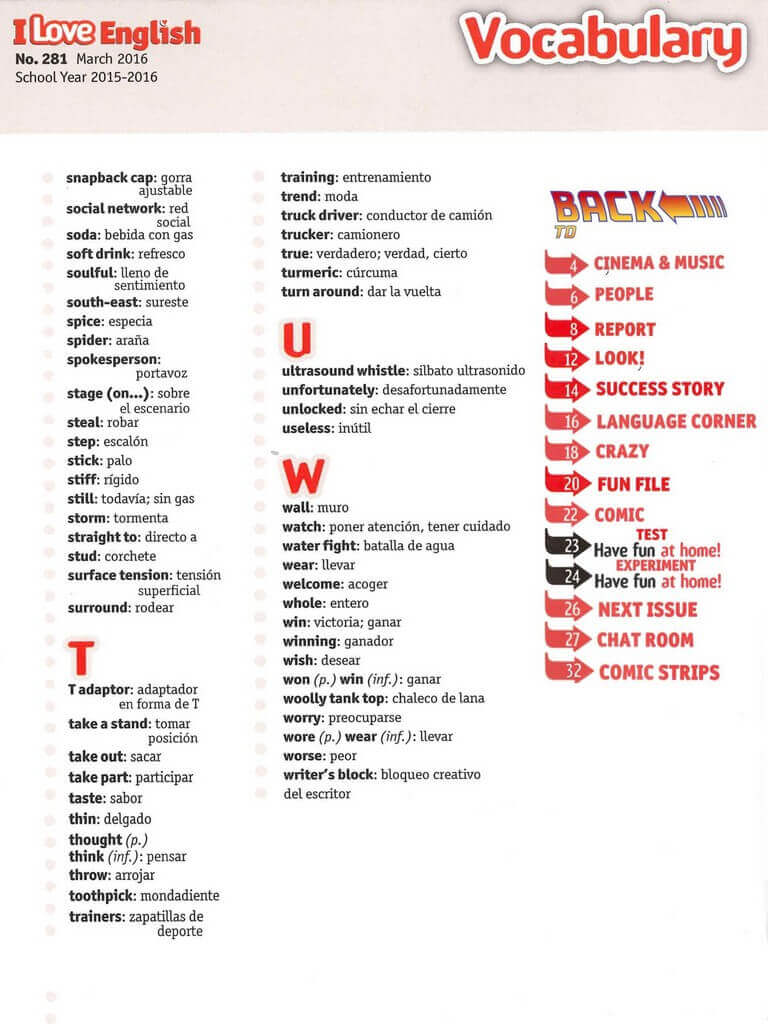 I Love English
No. 281 March 2016
School Year 2015-2016
Vocabulary
snapback cap: gorra
ajustable
social network: red
social
soda: bebida con gas
soft drink: refresco
soulful: lleno de
sentimiento
south-east: sureste
spice: especia
spider: araña
spokesperson:
portavoz
stage (on...): sobre
el escenario
steal: robar
step: escalón
stick: palo
stiff: rígido
still: todavía; sin gas
storm: tormenta
straight to: directo a
stud: corchete
surface tension: tensión
superficial
surround: rodear
T
T adaptor: adaptador
en forma de T
take a stand: tomar
posición
take out: sacar
take part: participar
taste: sabor
thin: delgado
thought (p.)
think (inf.): pensar
throw: arrojar
toothpick: mondadiente
trainers: zapatillas de
deporte
training: entrenamiento
trend: moda
truck driver: conductor de camión
trucker: camionero
true: verdadero; verdad, cierto
turmeric: cúrcuma
turn around: dar la vuelta
U
ultrasound whistle: silbato ultrasonido
unfortunately: desafortunadamente
unlocked: sin echar el cierre
useless: inútil
W
wall: muro
watch: poner atención, tener cuidado
water fight: batalla de agua
wear: llevar
welcome: acoger
whole: entero
win: victoria; ganar
winning: ganador
wish: desear
won (p.) win (inf.): ganar
woolly tank top: chaleco de lana
worry: preocuparse
wore (p.) wear (inf.): llevar
worse: peor
writer's block: bloqueo creativo
del escritor
BACK
TO
4 CINEMA & MUSIC
6 PEOPLE
8 REPORT
12 LOOK!
14 SUCCESS STORY
16 LANGUAGE CORNER
18 CRAZY
20 FUN FILE
22 COMIC
TEST
23 Have fun at home!
EXPERIMENT
24 Have fun at home!
26 NEXT ISSUE
27 CHAT ROOM
32 COMIC STRIPS